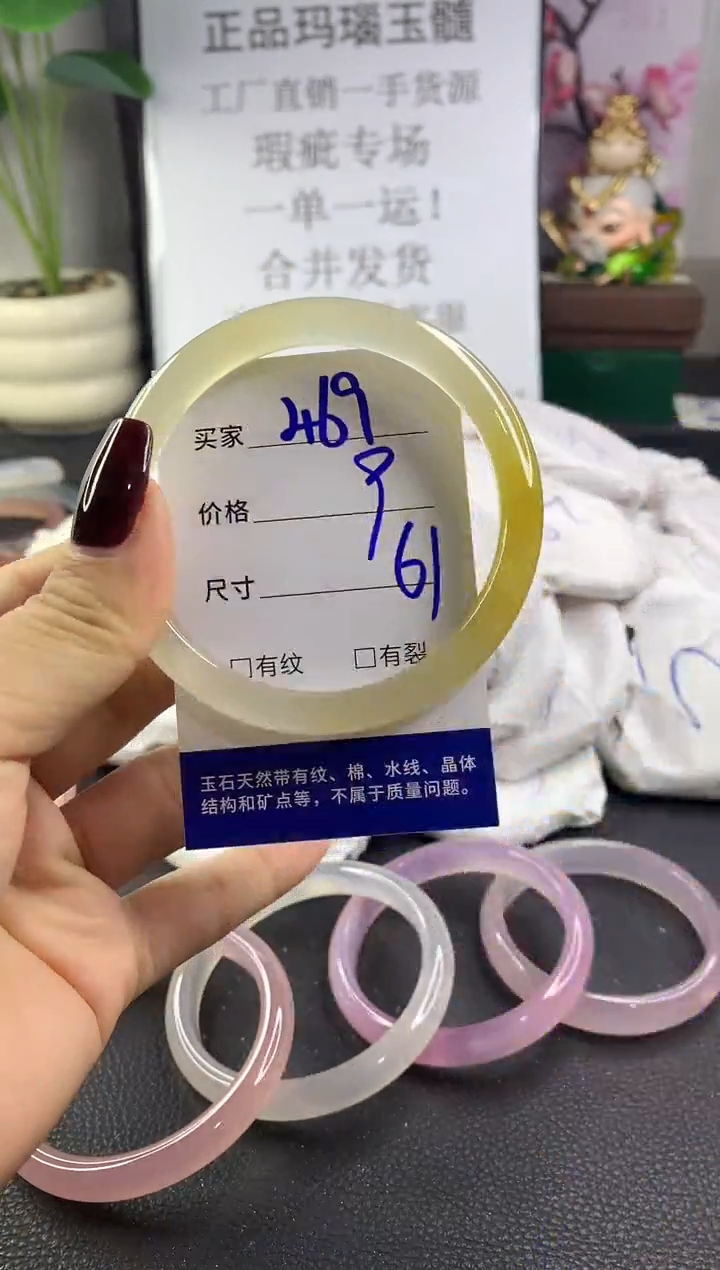 正品玛瑙玉髓
工厂直销一手货源
瑕疵专场
一单一运!
合并发货
买家 469
价格 9
尺寸 61
□有纹 □有裂
玉石天然带有纹、棉、水线、晶体
结构和矿点等，不属于质量问题。